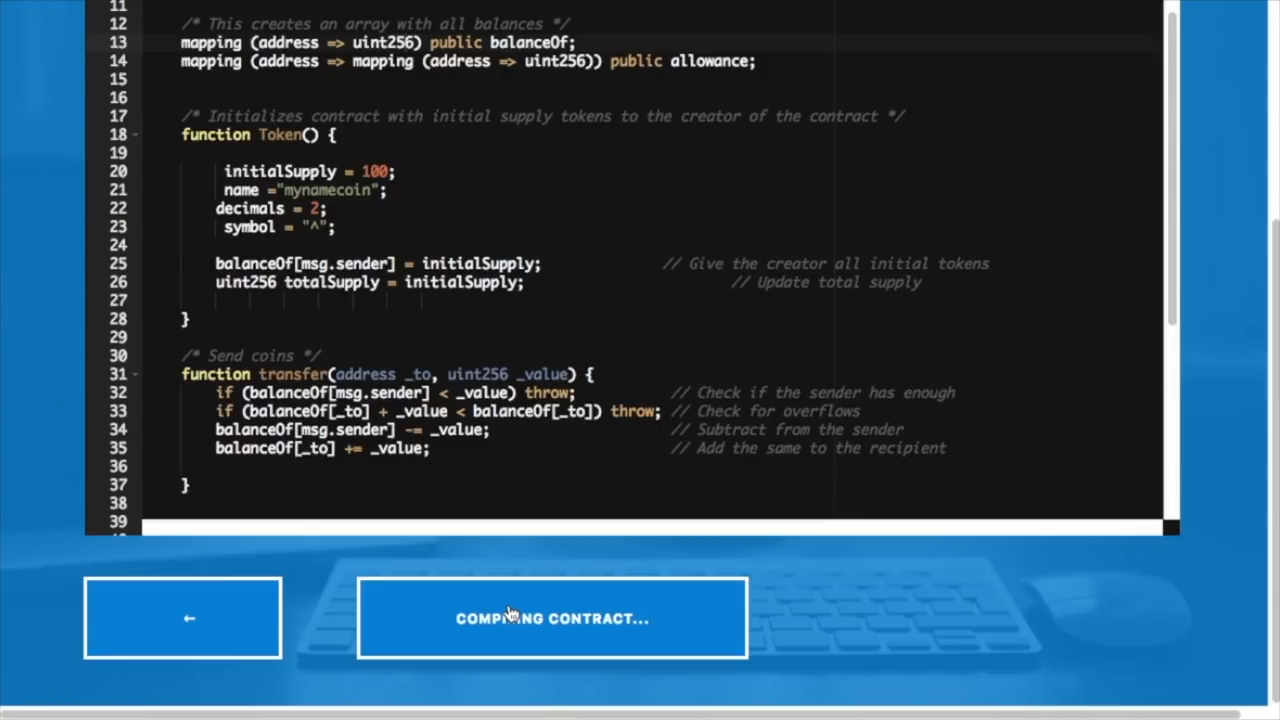 11
12 /* This creates an array with all balances */
13 mapping (address => uint256) public balanceOf;
14 mapping (address => mapping (address => uint256)) public allowance;
15
16
17 /* Initializes contract with initial supply tokens to the creator of the contract */
18 function Token() {
19
20 initialSupply = 100;
21 name ="mynamecoin";
22 decimals = 2;
23 symbol = "^";
24
25 balanceOf[msg.sender] = initialSupply; // Give the creator all initial tokens
26 uint256 totalSupply = initialSupply; // Update total supply
27
28 }
29
30 /* Send coins */
31 function transfer(address _to, uint256 _value) {
32 if (balanceOf[msg.sender] < _value) throw; // Check if the sender has enough
33 if (balanceOf[_to] + _value < balanceOf[_to]) throw; // Check for overflows
34 balanceOf[msg.sender] -= _value; // Subtract from the sender
35 balanceOf[_to] += _value; // Add the same to the recipient
36
37 }
38
39
← COMPILING CONTRACT...